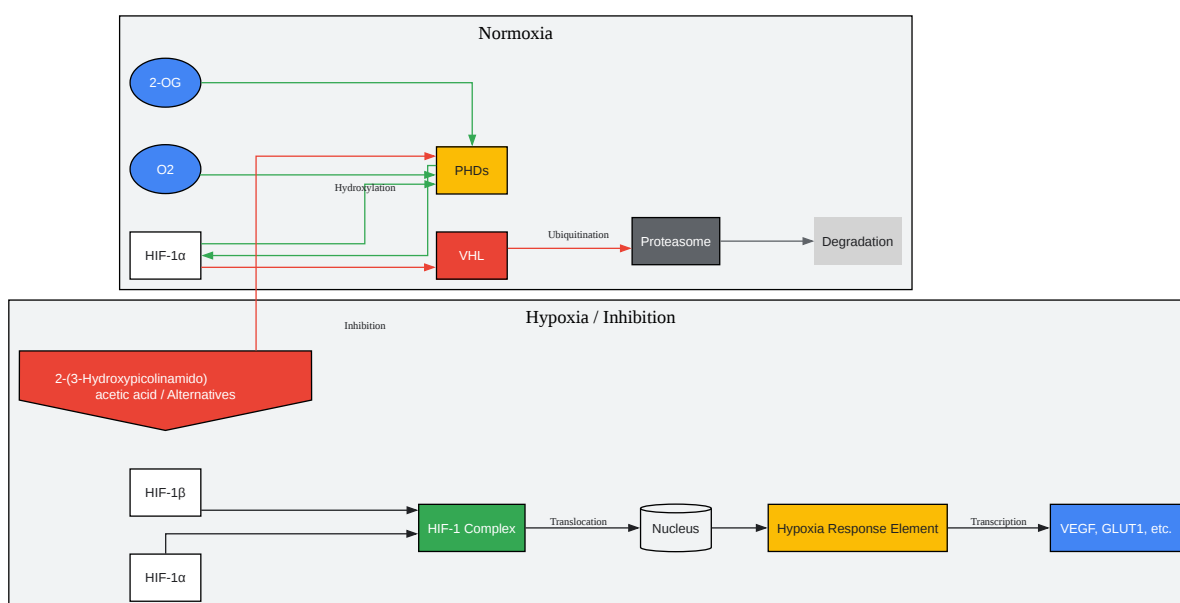 Normoxia
2-OG
O2
PHDs
Hydroxylation
HIF-1α
VHL
Ubiquitination
Proteasome
Degradation
Hypoxia / Inhibition
Inhibition
2-(3-Hydroxypicolinamido)
acetic acid / Alternatives
HIF-1β
HIF-1 Complex
Translocation
Nucleus
Hypoxia Response Element
Transcription
VEGF, GLUT1, etc.
HIF-1α